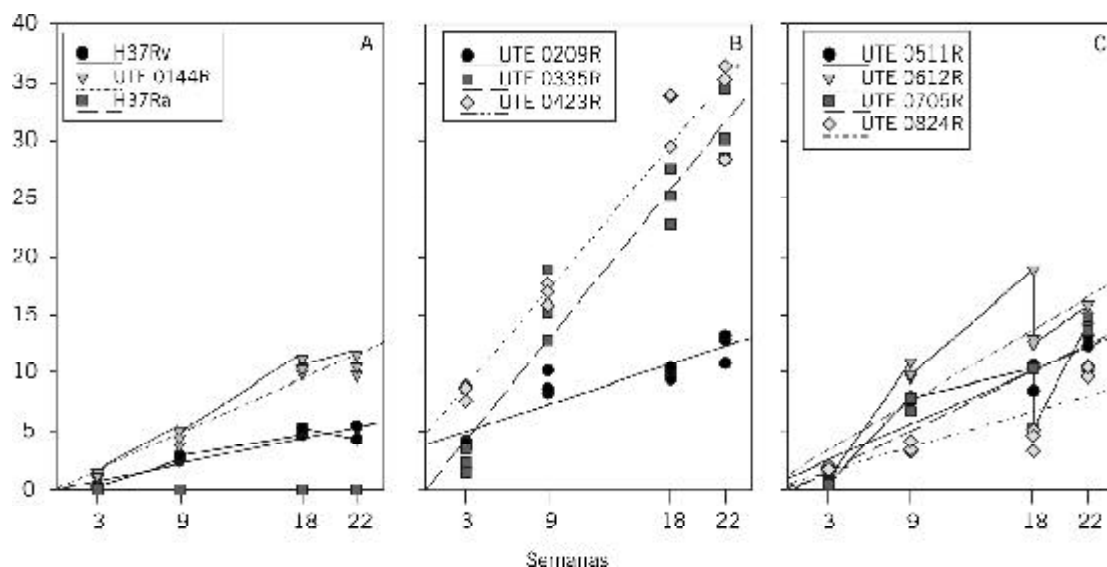 40
35
30
25
20
15
10
5
0
A
H37Rv
UTE 0144R
H37Ra
3 9 18 22
B
UTE 0209R
UTE 0335R
UTE 0423R
3 9 18 22
C
UTE 0511R
UTE 0612R
UTE 0705R
UTE 0824R
3 9 18 22
Semanas